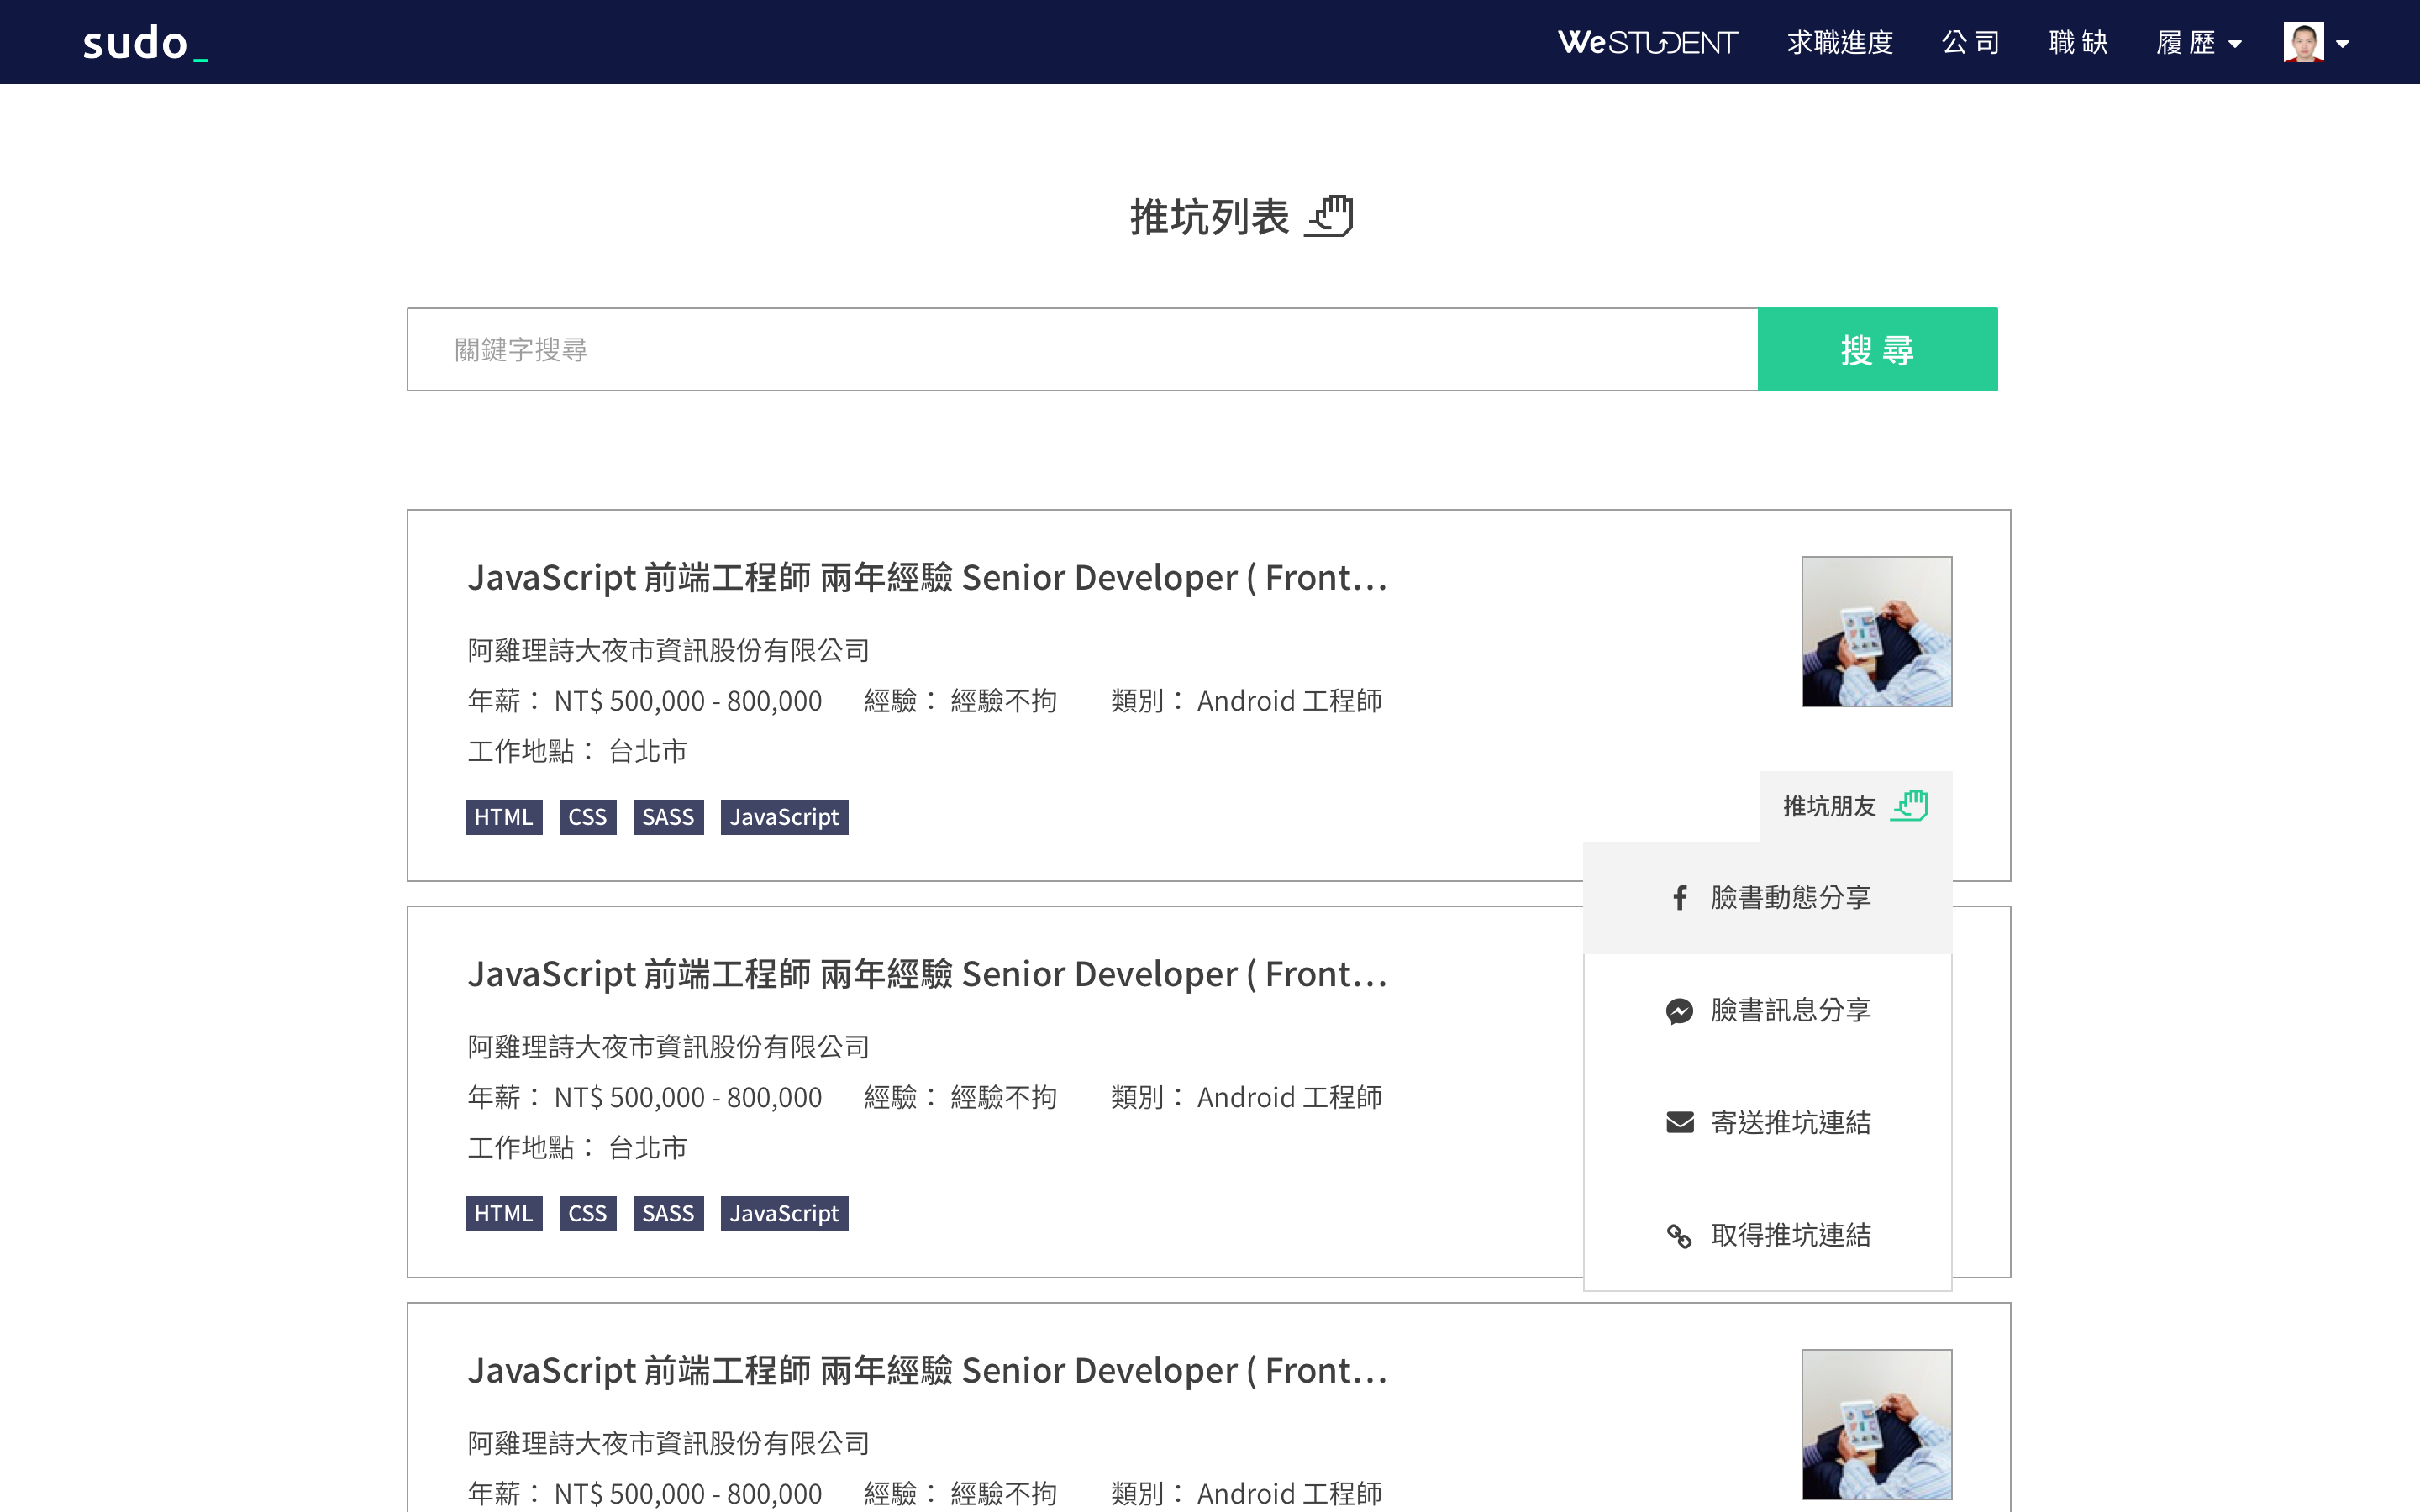 sudo_
WeSTUDENT 求職進度 公司 職缺 履歷
推坑列表
關鍵字搜尋 搜尋
JavaScript 前端工程師 兩年經驗 Senior Developer ( Front...
阿雞理詩大夜市資訊股份有限公司
年薪： NT$ 500,000 - 800,000 經驗： 經驗不拘 類別： Android 工程師
工作地點： 台北市
HTML CSS SASS JavaScript
推坑朋友
臉書動態分享
臉書訊息分享
寄送推坑連結
取得推坑連結
JavaScript 前端工程師 兩年經驗 Senior Developer ( Front...
阿雞理詩大夜市資訊股份有限公司
年薪： NT$ 500,000 - 800,000 經驗： 經驗不拘 類別： Android 工程師
工作地點： 台北市
HTML CSS SASS JavaScript
JavaScript 前端工程師 兩年經驗 Senior Developer ( Front...
阿雞理詩大夜市資訊股份有限公司
年薪： NT$ 500,000 - 800,000 經驗： 經驗不拘 類別： Android 工程師